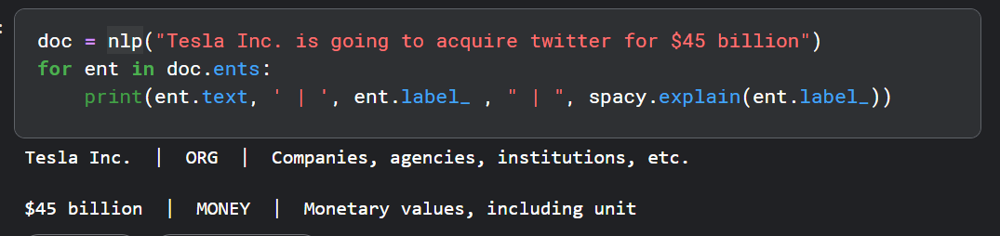 doc = nlp("Tesla Inc. is going to acquire twitter for $45 billion")
for ent in doc.ents:
    print(ent.text, ' | ', ent.label_ , " | ", spacy.explain(ent.label_))
Tesla Inc.  |  ORG  |  Companies, agencies, institutions, etc.
$45 billion  |  MONEY  |  Monetary values, including unit